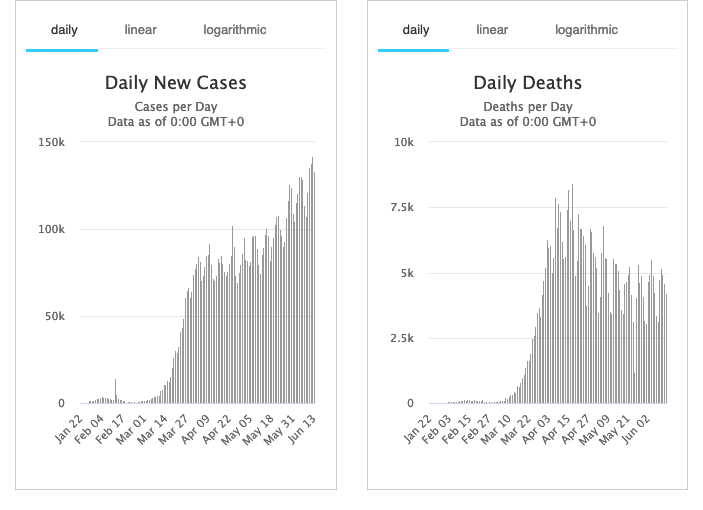 daily linear logarithmic
Daily New Cases
Cases per Day
Data as of 0:00 GMT+0
150k
100k
50k
0
Jan 22 Feb 04 Feb 17 Mar 01 Mar 14 Mar 27 Apr 09 Apr 22 May 05 May 18 May 31 Jun 13
daily linear logarithmic
Daily Deaths
Deaths per Day
Data as of 0:00 GMT+0
10k
7.5k
5k
2.5k
0
Jan 22 Feb 03 Feb 15 Feb 27 Mar 10 Mar 22 Apr 03 Apr 15 Apr 27 May 09 May 21 Jun 02